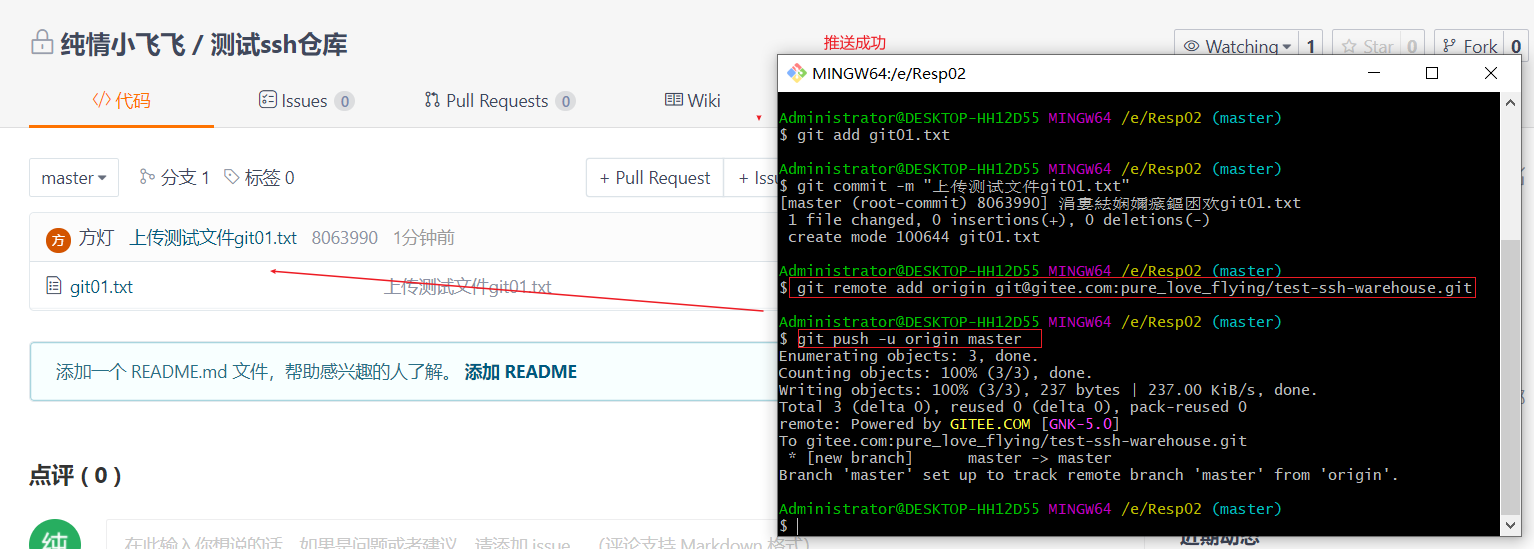 纯情小飞飞 / 测试ssh仓库
推送成功
Watching 1 Star 0 Fork 0
代码 Issues 0 Pull Requests 0 Wiki
master 分支 1 标签 0 + Pull Request + Issu
方 方灯 上传测试文件git01.txt 8063990 1分钟前
git01.txt 上传测试文件git01.txt
添加一个 README.md 文件，帮助感兴趣的人了解。 添加 README
点评 ( 0 )
纯 在此输入你想说的话，如果是问题或者建议，请添加 issue 。 （评论支持 Markdown 格式）
近期动态
MINGW64:/e/Resp02
Administrator@DESKTOP-HH12D55 MINGW64 /e/Resp02 (master)
$ git add git01.txt
Administrator@DESKTOP-HH12D55 MINGW64 /e/Resp02 (master)
$ git commit -m "上传测试文件git01.txt"
[master (root-commit) 8063990] git01.txt
1 file changed, 0 insertions(+), 0 deletions(-)
create mode 100644 git01.txt
Administrator@DESKTOP-HH12D55 MINGW64 /e/Resp02 (master)
$ git remote add origin git@gitee.com:pure_love_flying/test-ssh-warehouse.git
Administrator@DESKTOP-HH12D55 MINGW64 /e/Resp02 (master)
$ git push -u origin master
Enumerating objects: 3, done.
Counting objects: 100% (3/3), done.
Writing objects: 100% (3/3), 237 bytes | 237.00 KiB/s, done.
Total 3 (delta 0), reused 0 (delta 0), pack-reused 0
remote: Powered by GITEE.COM [GNK-5.0]
To gitee.com:pure_love_flying/test-ssh-warehouse.git
* [new branch] master -> master
Branch 'master' set up to track remote branch 'master' from 'origin'.
Administrator@DESKTOP-HH12D55 MINGW64 /e/Resp02 (master)
$